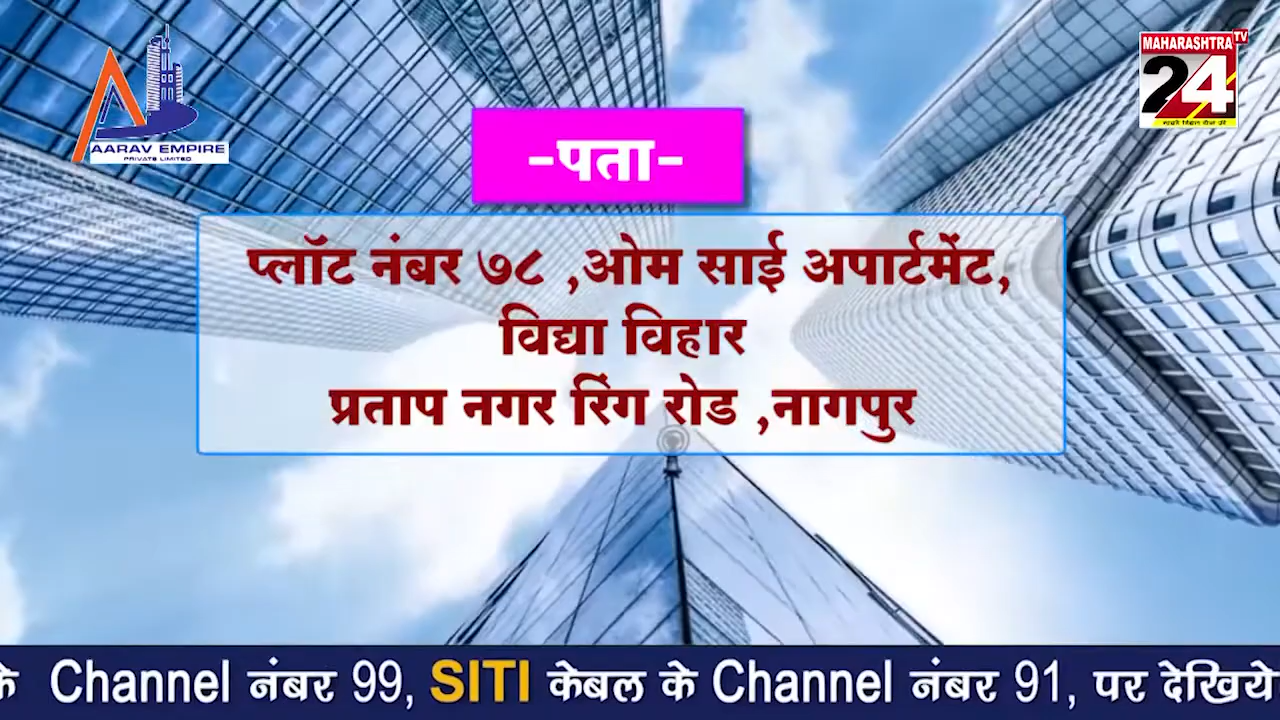 AARAV EMPIRE
PRIVATE LIMITED
MAHARASHTRA TV
24
-पता-
प्लॉट नंबर ७८ ,ओम साई अपार्टमेंट,
विद्या विहार
प्रताप नगर रिंग रोड ,नागपुर
के Channel नंबर 99, SITI केबल के Channel नंबर 91, पर देखिये